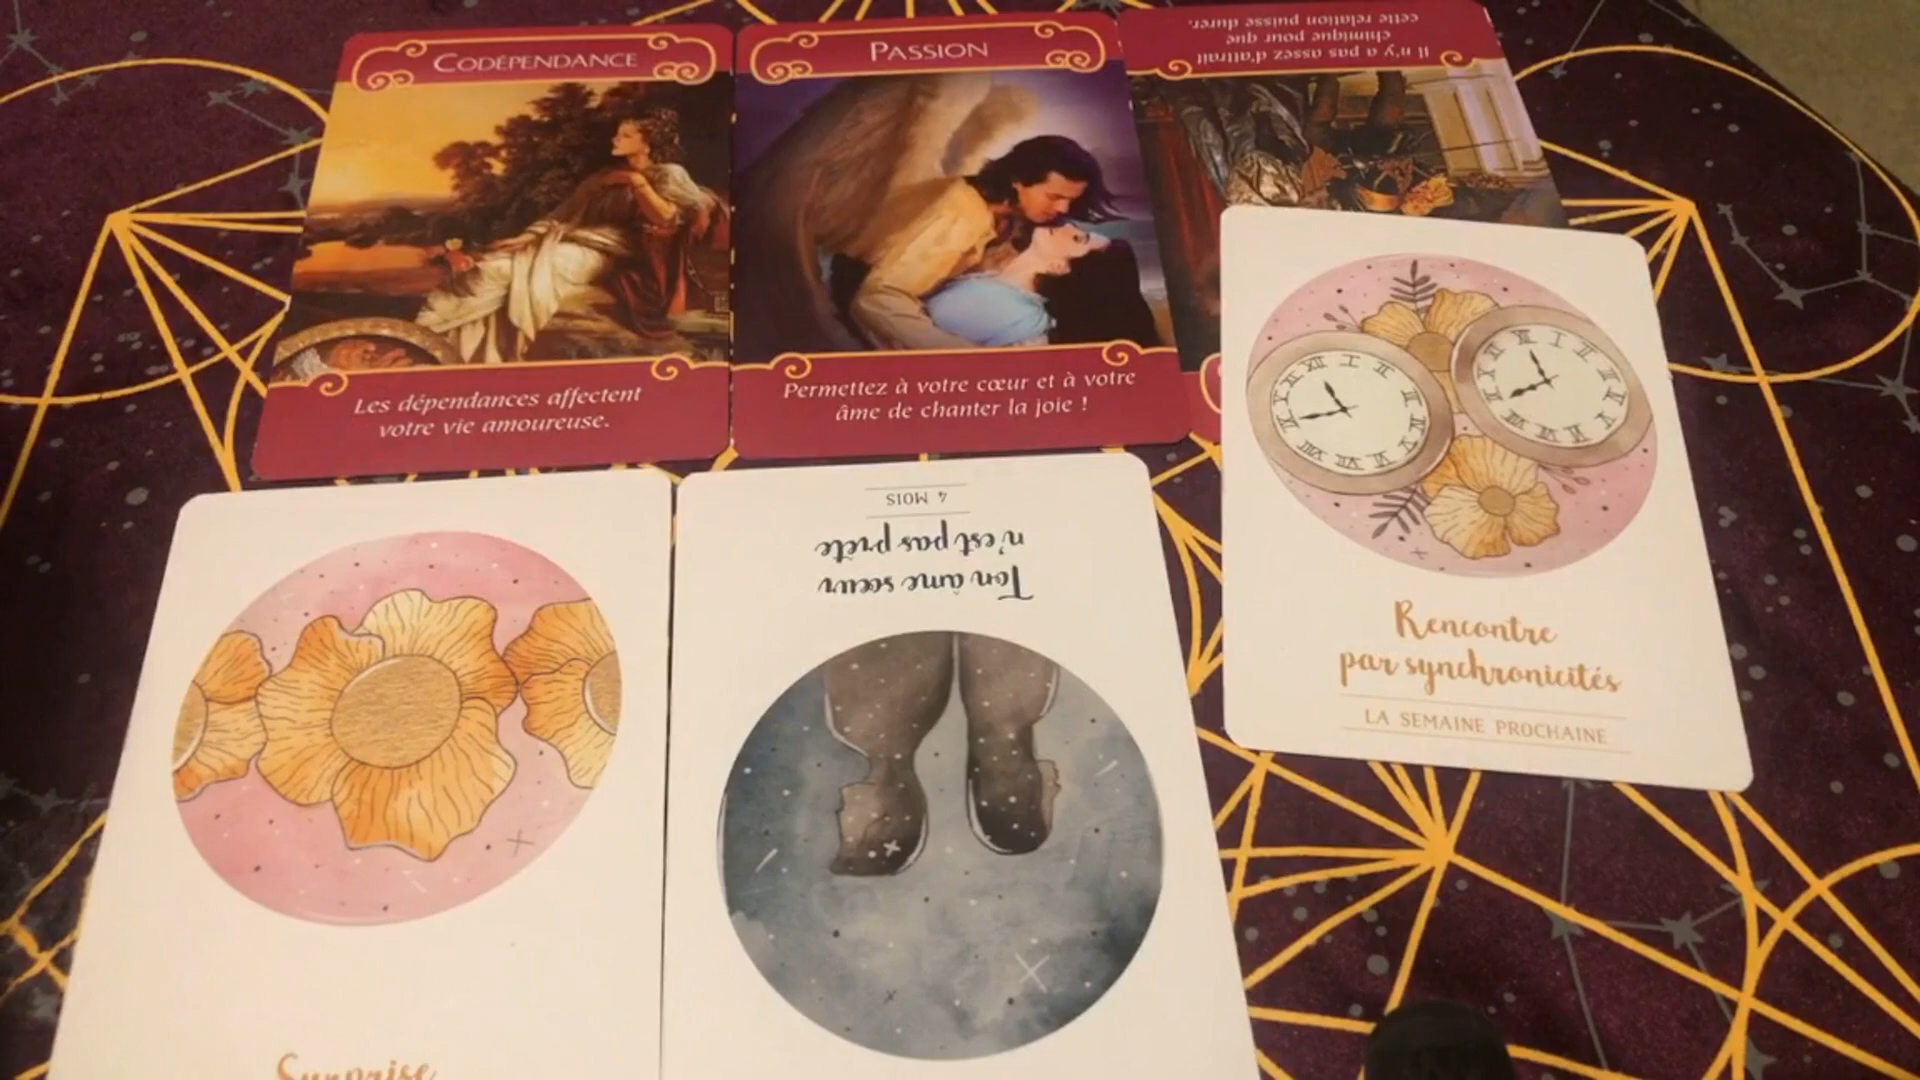 CODÉPENDANCE
Les dépendances affectent
votre vie amoureuse.
PASSION
Permettez à votre cœur et à votre
âme de chanter la joie !
Il n'y a pas assez d'attrait
chimique pour que
cette relation puisse durer.
Surprise
Ton âme sœur
n'est pas prête
4 MOIS
Rencontre
par synchronicités
LA SEMAINE PROCHAINE